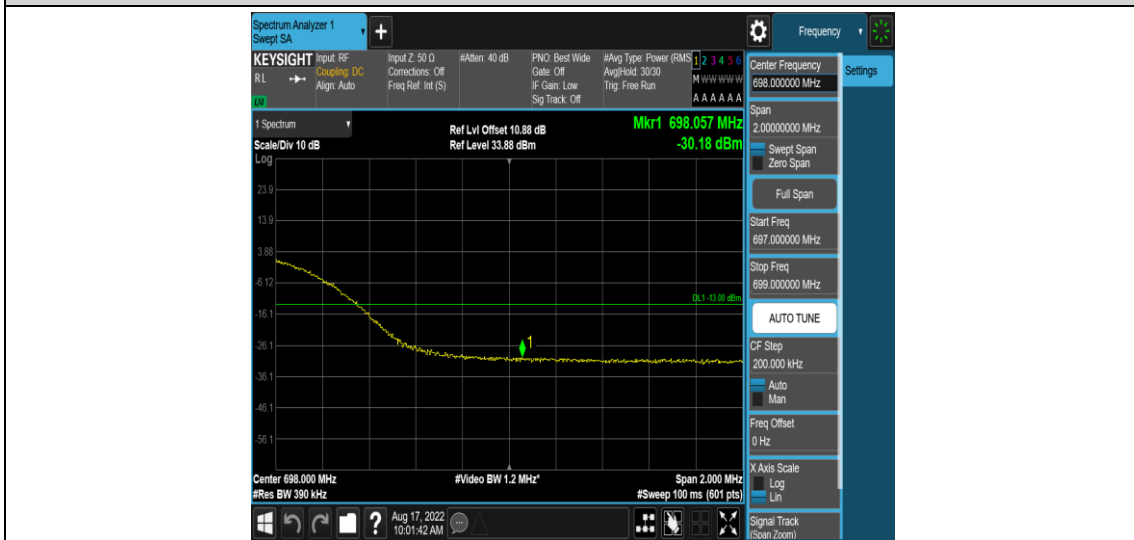 Spectrum Analyzer 1
Swept SA
+
Frequency
KEYSIGHT
RL
Input: RF
Coupling: DC
Align: Auto
Input Z: 50 Ω
Corrections: Off
Freq Ref: Int (S)
#Atten: 40 dB
PNO: Best Wide
Gate: Off
IF Gain: Low
Sig Track: Off
#Avg Type: Power (RMS
Avg|Hold: 30/30
Trig: Free Run
1 2 3 4 5 6
M W W W W W
A A A A A A
1 Spectrum
Scale/Div 10 dB
Ref Lvl Offset 10.88 dB
Ref Level 33.88 dBm
Mkr1 698.057 MHz
-30.18 dBm
Log
23.9
13.9
3.88
-6.12
-16.1
-26.1
-36.1
-46.1
-56.1
DL1 -13.00 dBm
1
Center 698.000 MHz
#Res BW 390 kHz
#Video BW 1.2 MHz*
Span 2.000 MHz
#Sweep 100 ms (601 pts)
?
Aug 17, 2022
10:01:42 AM
Center Frequency
698.000000 MHz
Settings
Span
2.00000000 MHz
Swept Span
Zero Span
Full Span
Start Freq
697.000000 MHz
Stop Freq
699.000000 MHz
AUTO TUNE
CF Step
200.000 kHz
Auto
Man
Freq Offset
0 Hz
X Axis Scale
Log
Lin
Signal Track
(Span Zoom)